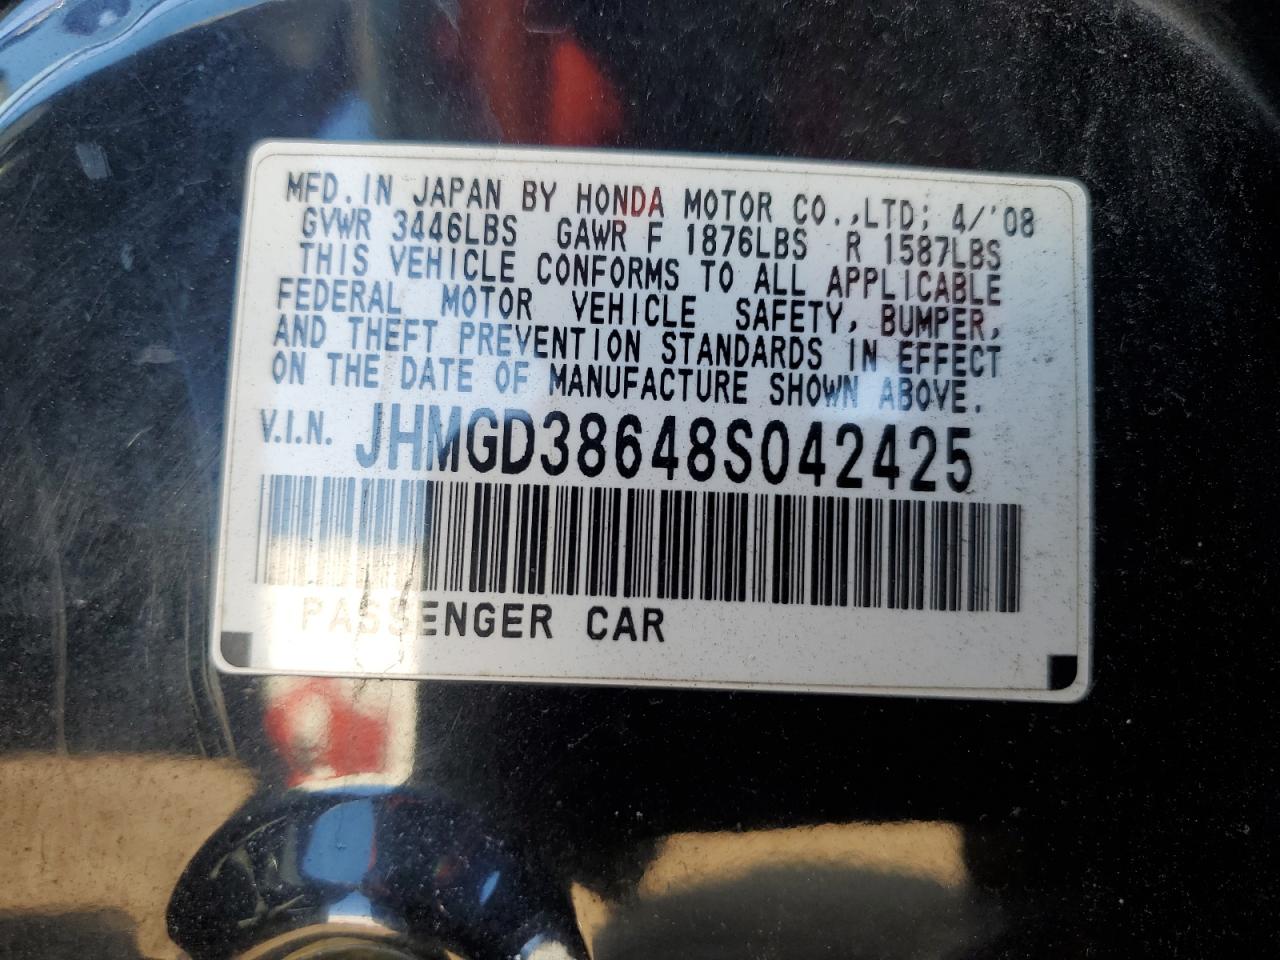 MFD. IN JAPAN BY HONDA MOTOR CO.,LTD; 4/'08
GVWR 3446LBS GAWR F 1876LBS R 1587LBS
THIS VEHICLE CONFORMS TO ALL APPLICABLE
FEDERAL MOTOR VEHICLE SAFETY, BUMPER,
AND THEFT PREVENTION STANDARDS IN EFFECT
ON THE DATE OF MANUFACTURE SHOWN ABOVE.
V.I.N. JHMGD38648S042425
PASSENGER CAR